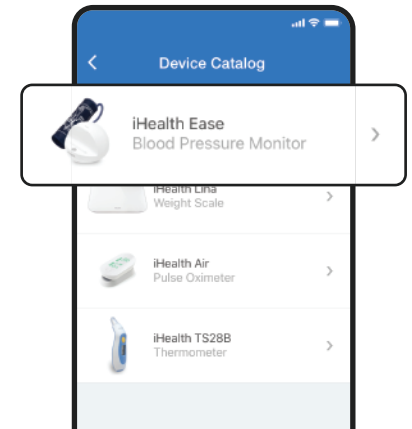 Device Catalog
iHealth Ease
Blood Pressure Monitor
iHealth Lina
Weight Scale
iHealth Air
Pulse Oximeter
iHealth TS28B
Thermometer